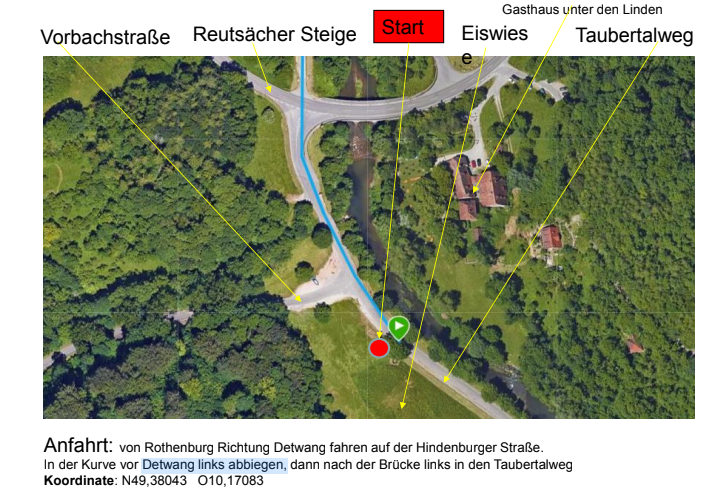 Gasthaus unter den Linden
Vorbachstraße
Reutsächer Steige
Start
Eiswies
e
Taubertalweg
Anfahrt: von Rothenburg Richtung Detwang fahren auf der Hindenburger Straße.
In der Kurve vor Detwang links abbiegen, dann nach der Brücke links in den Taubertalweg
Koordinate: N49,38043 O10,17083